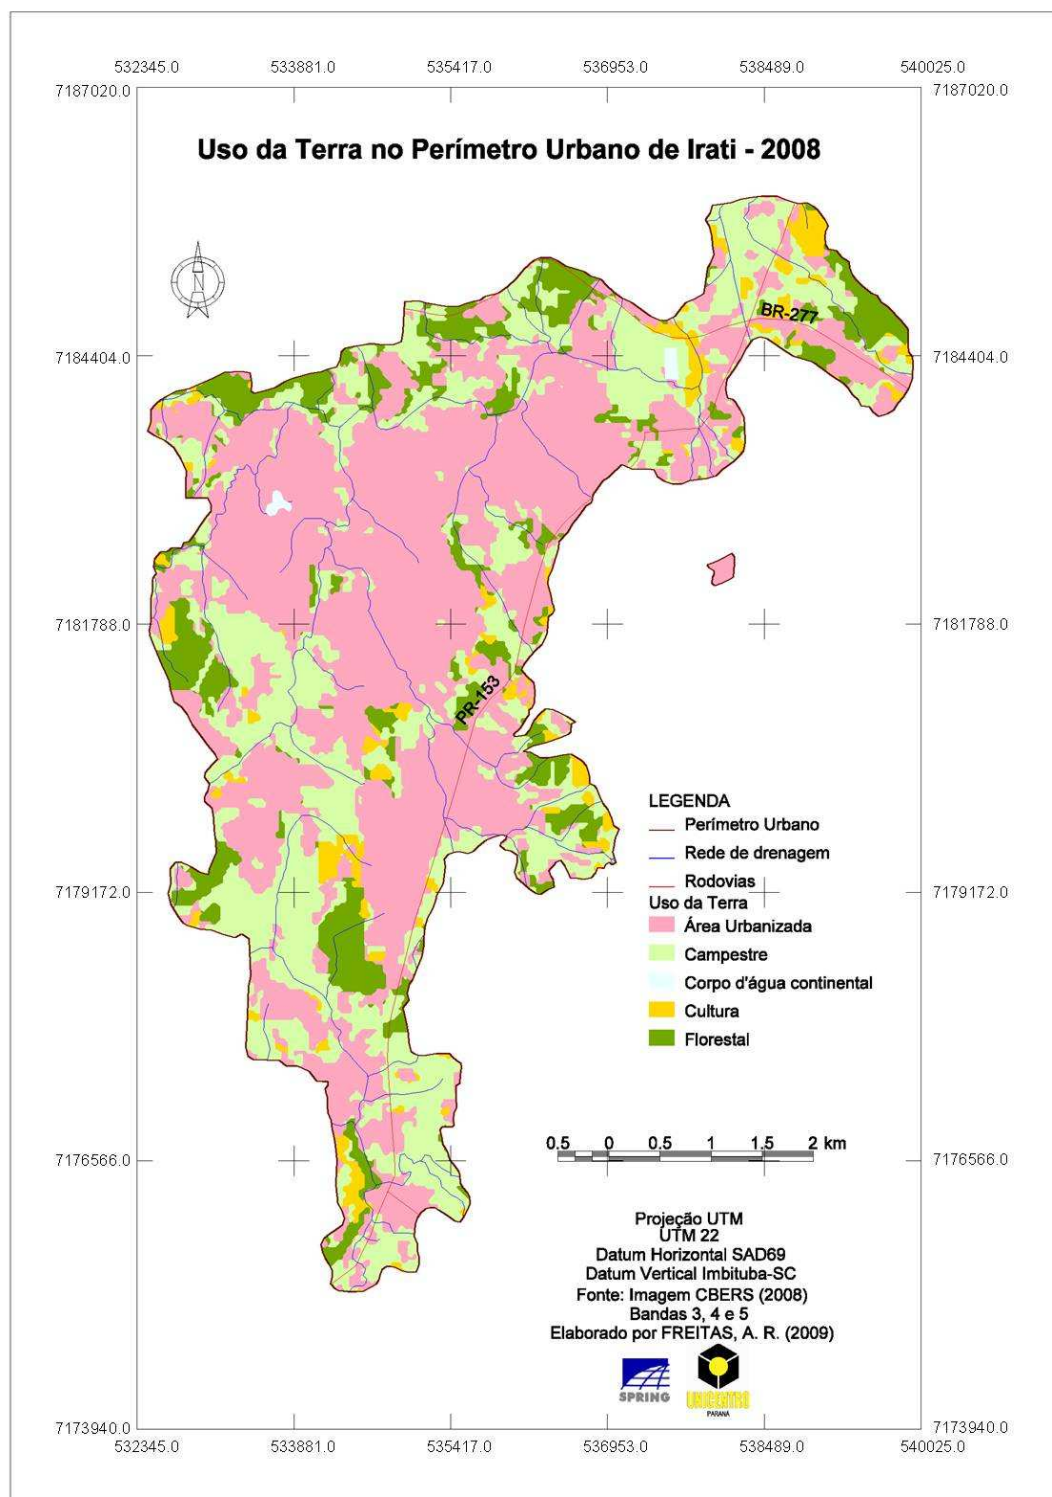 532345.0 533881.0 535417.0 536953.0 538489.0 540025.0
7187020.0 7187020.0
Uso da Terra no Perímetro Urbano de Irati - 2008
N
BR-277
7184404.0 7184404.0
7181788.0 7181788.0
PR-153
LEGENDA
Perímetro Urbano
Rede de drenagem
Rodovias
7179172.0 7179172.0
Uso da Terra
Área Urbanizada
Campestre
Corpo d'água continental
Cultura
Florestal
0.5 0 0.5 1 1.5 2 km
7176566.0 7176566.0
Projeção UTM
UTM 22
Datum Horizontal SAD69
Datum Vertical Imbituba-SC
Fonte: Imagem CBERS (2008)
Bandas 3, 4 e 5
Elaborado por FREITAS, A. R. (2009)
SPRING
UNICENTRO
PARANÁ
7173940.0 7173940.0
532345.0 533881.0 535417.0 536953.0 538489.0 540025.0